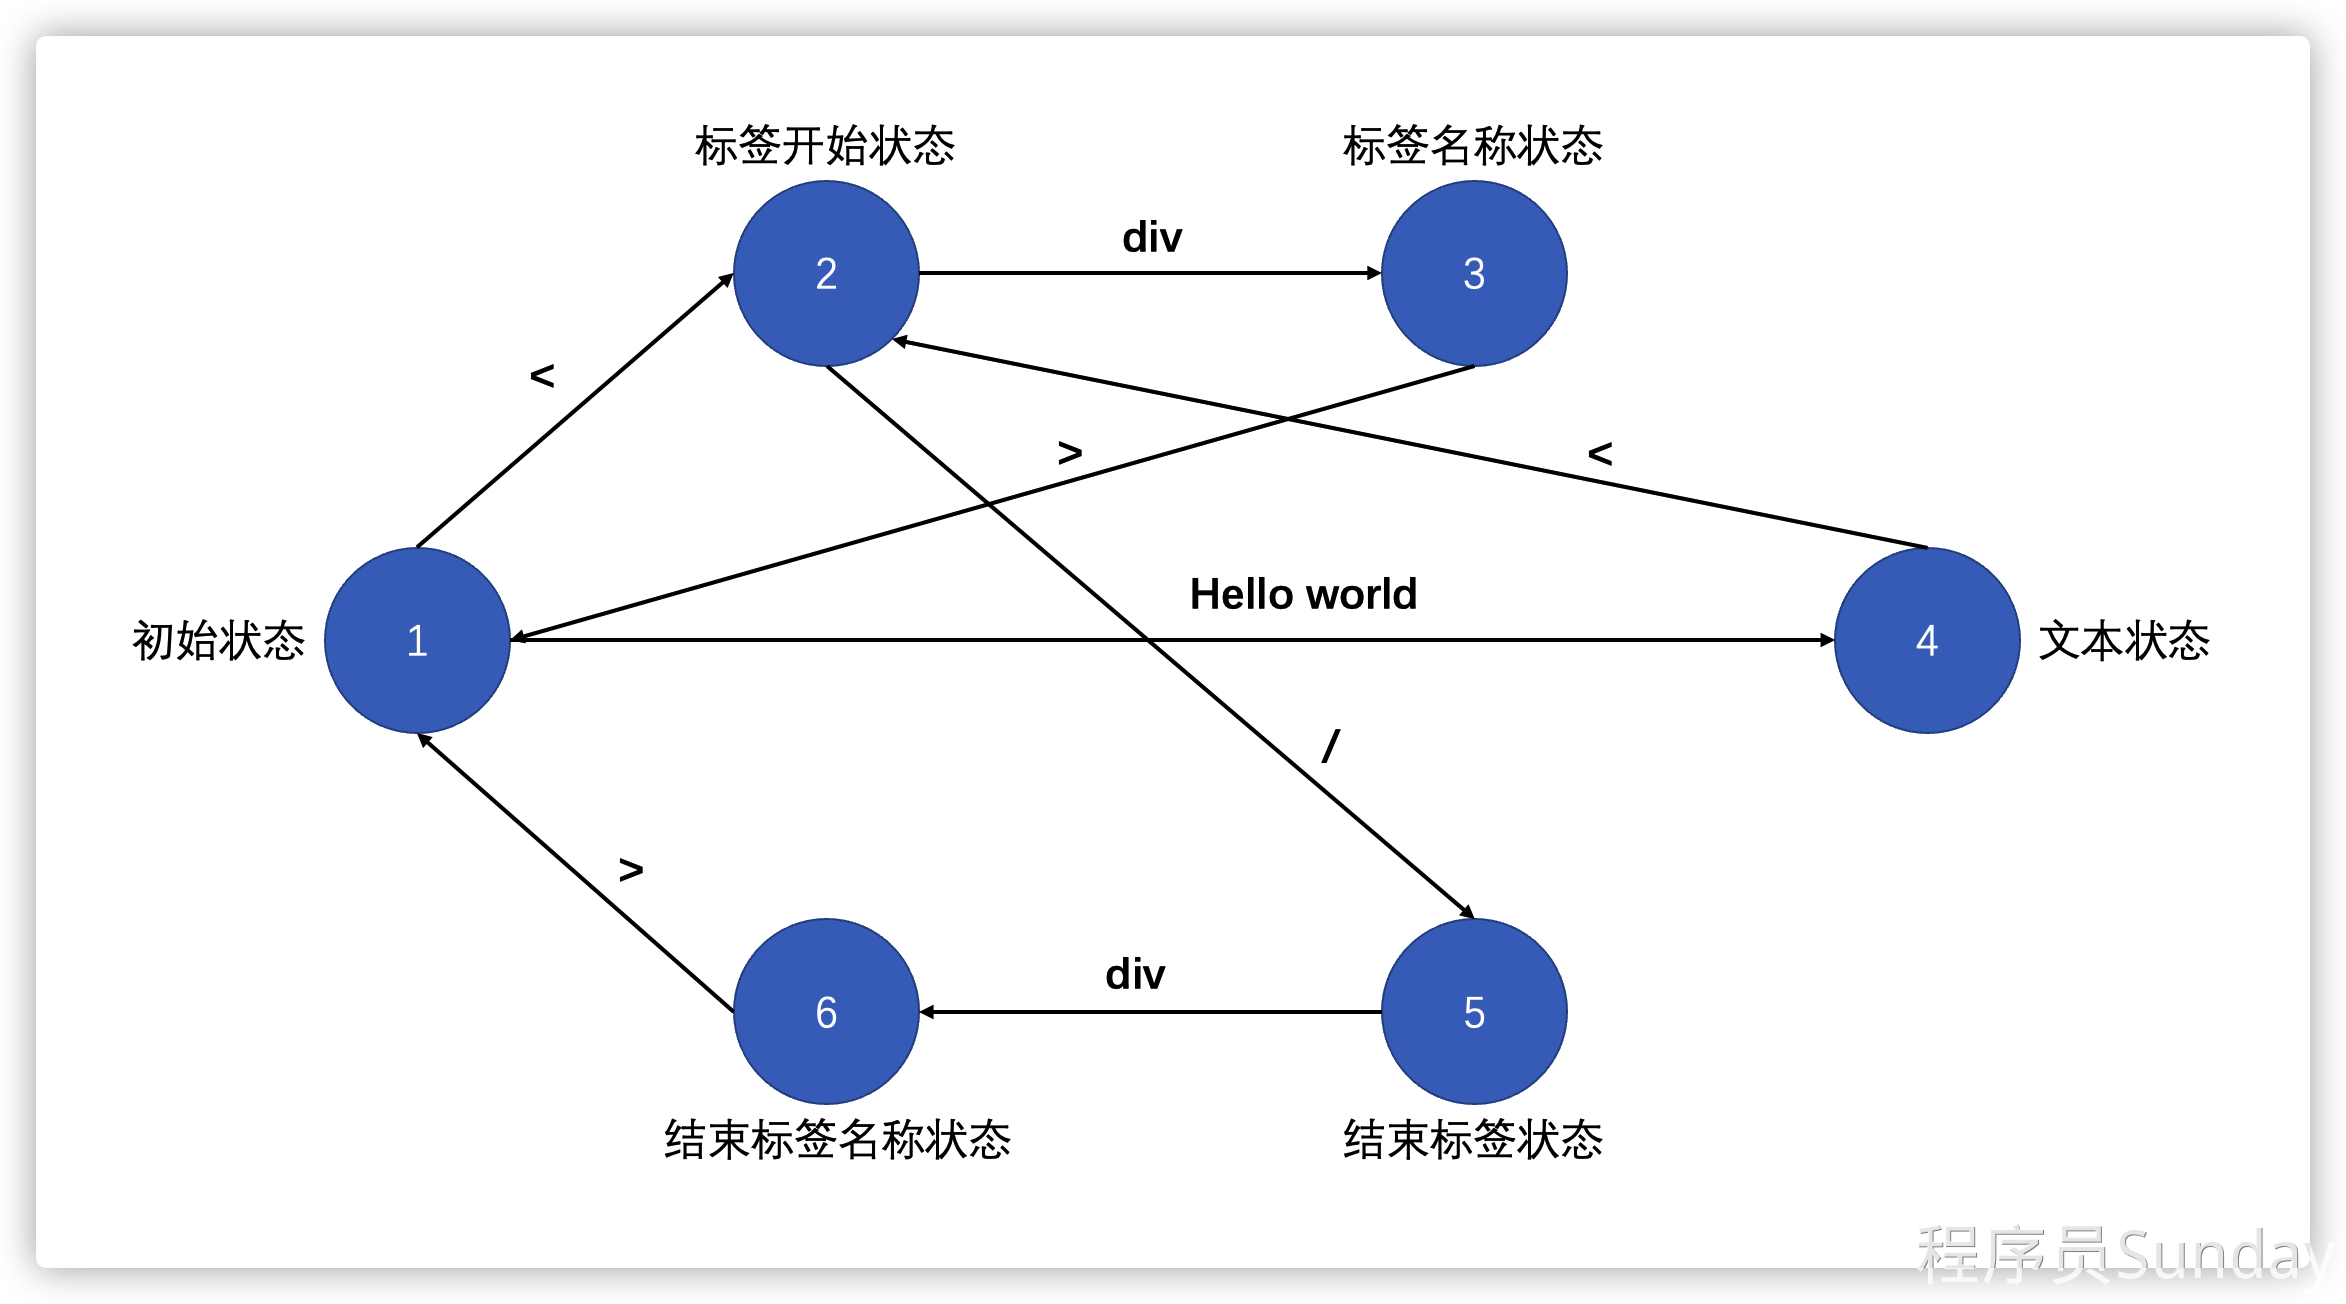 标签开始状态
标签名称状态
2
div
3
<
>
<
Hello world
初始状态
1
4
文本状态
/
>
div
6
5
结束标签名称状态
结束标签状态
程序员Sunday